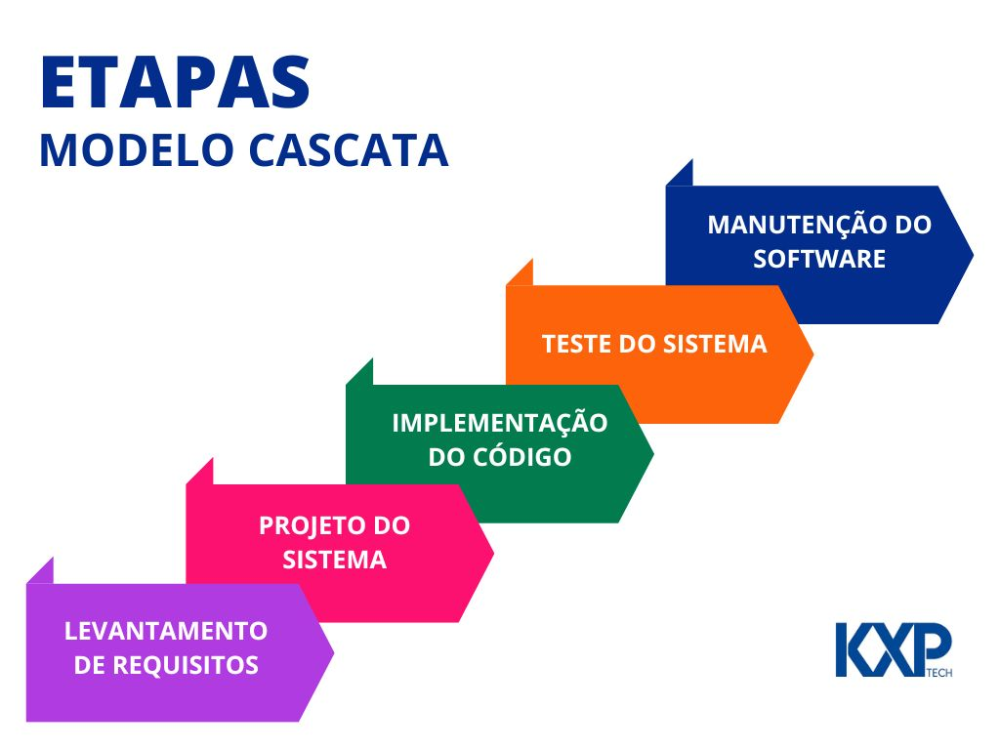 ETAPAS
MODELO CASCATA
MANUTENÇÃO DO
SOFTWARE
TESTE DO SISTEMA
IMPLEMENTAÇÃO
DO CÓDIGO
PROJETO DO
SISTEMA
LEVANTAMENTO
DE REQUISITOS
KXP
TECH